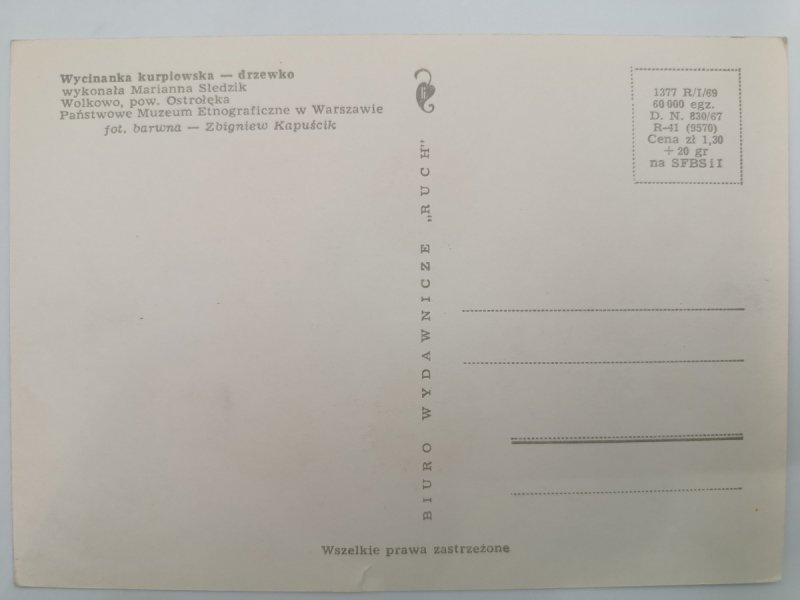 Wycinanka kurpiowska — drzewko
wykonała Marianna Sledzik
Wolkowo, pow. Ostrołęka
Państwowe Muzeum Etnograficzne w Warszawie
fot. barwna — Zbigniew Kapuścik
BIURO WYDAWNICZE „RUCH"
1377 R/I/69
60 000 egz.
D. N. 830/67
R-41 (9570)
Cena zł 1,30
+ 20 gr
na SFBSiI
Wszelkie prawa zastrzeżone